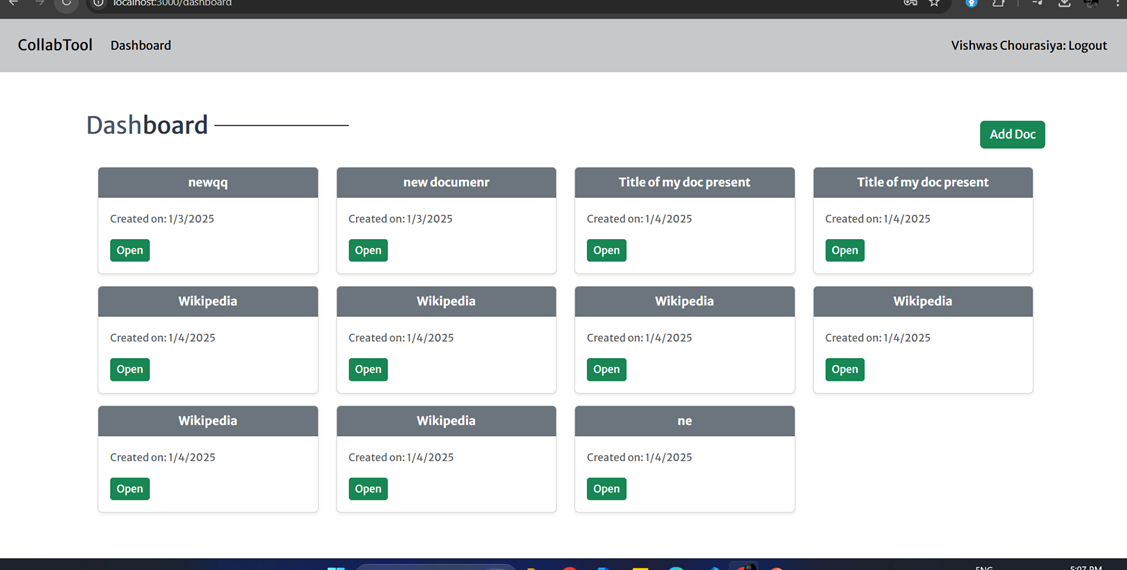 localhost:3000/dashboard
CollabTool Dashboard Vishwas Chourasiya: Logout
Dashboard
Add Doc
newqq new documenr Title of my doc present Title of my doc present
Created on: 1/3/2025 Created on: 1/3/2025 Created on: 1/4/2025 Created on: 1/4/2025
Open Open Open Open
Wikipedia Wikipedia Wikipedia Wikipedia
Created on: 1/4/2025 Created on: 1/4/2025 Created on: 1/4/2025 Created on: 1/4/2025
Open Open Open Open
Wikipedia Wikipedia ne
Created on: 1/4/2025 Created on: 1/4/2025 Created on: 1/4/2025
Open Open Open
ENG 5:07 PM